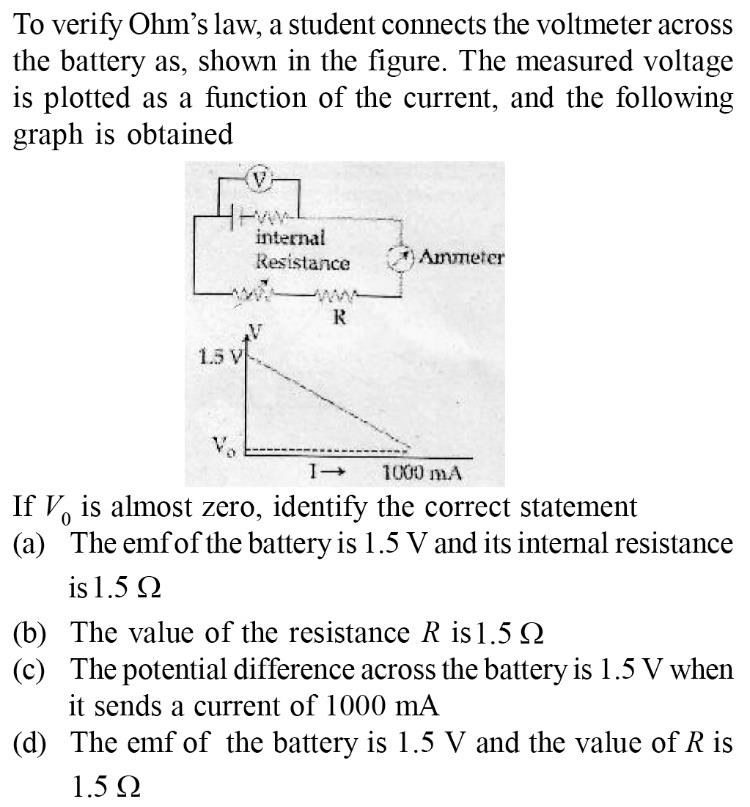 To verify Ohm's law, a student connects the voltmeter across
the battery as, shown in the figure. The measured voltage
is plotted as a function of the current, and the following
graph is obtained
V
internal
Resistance
Ammeter
R
V
1.5 V
V₀
I→ 1000 mA
If V₀ is almost zero, identify the correct statement
(a) The emf of the battery is 1.5 V and its internal resistance
is 1.5 Ω
(b) The value of the resistance R is 1.5 Ω
(c) The potential difference across the battery is 1.5 V when
it sends a current of 1000 mA
(d) The emf of the battery is 1.5 V and the value of R is
1.5 Ω